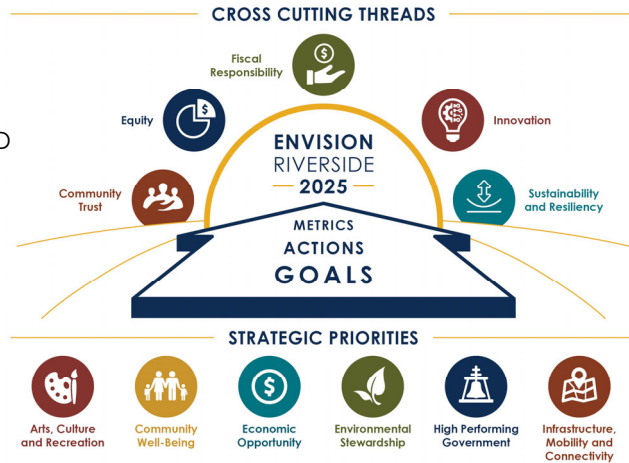 CROSS CUTTING THREADS
Fiscal
Responsibility
$
Equity
$
Innovation
D
ENVISION
RIVERSIDE
2025
Community
Trust
Sustainability
and Resiliency
METRICS
ACTIONS
GOALS
STRATEGIC PRIORITIES
$
Arts, Culture
and Recreation
Community
Well-Being
Economic
Opportunity
Environmental
Stewardship
High Performing
Government
Infrastructure,
Mobility and
Connectivity